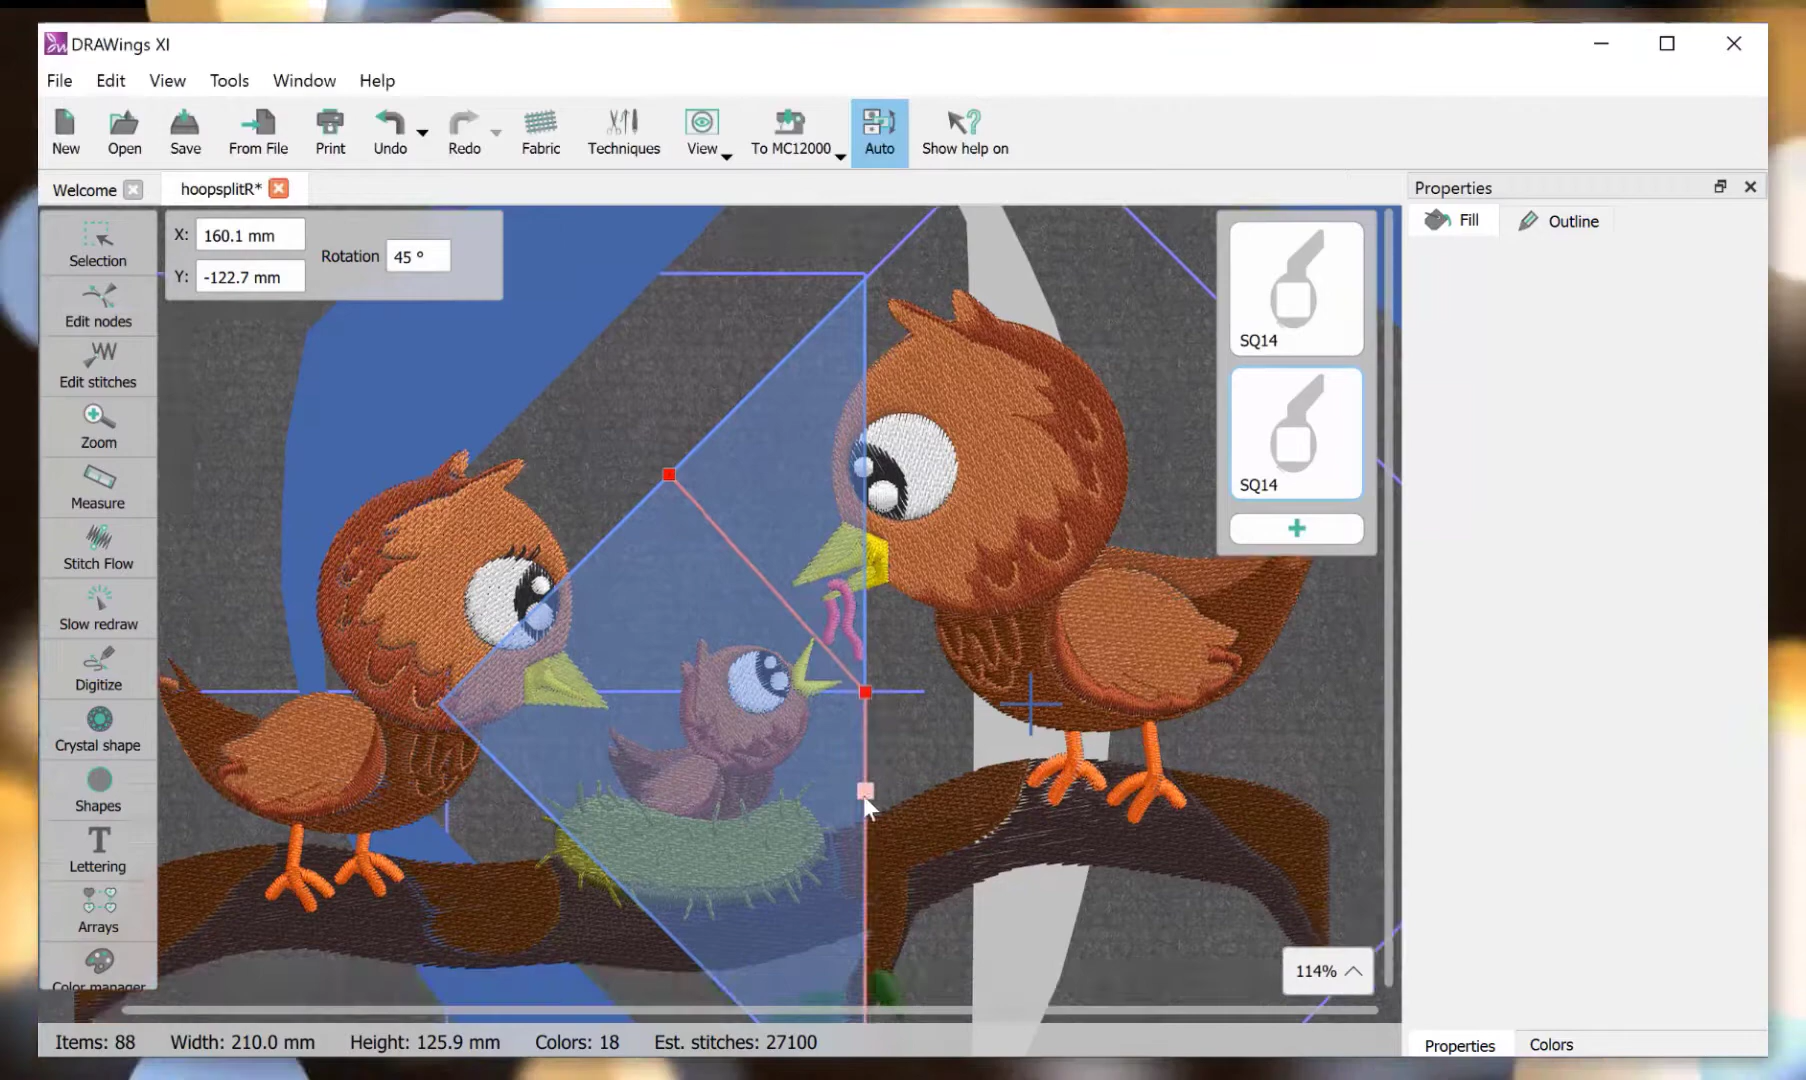 DRAWings XI
File Edit View Tools Window Help
New Open Save From File Print Undo Redo Fabric Techniques View To MC12000 Auto Show help on
Welcome hoopsplitR*
Properties
Fill Outline
X: 160.1 mm
Rotation 45 °
Y: -122.7 mm
Selection
Edit nodes
Edit stitches
Zoom
Measure
Stitch Flow
Slow redraw
Digitize
Crystal shape
Shapes
Lettering
Arrays
Color manager
SQ14
SQ14
114%
Items: 88 Width: 210.0 mm Height: 125.9 mm Colors: 18 Est. stitches: 27100
Properties Colors